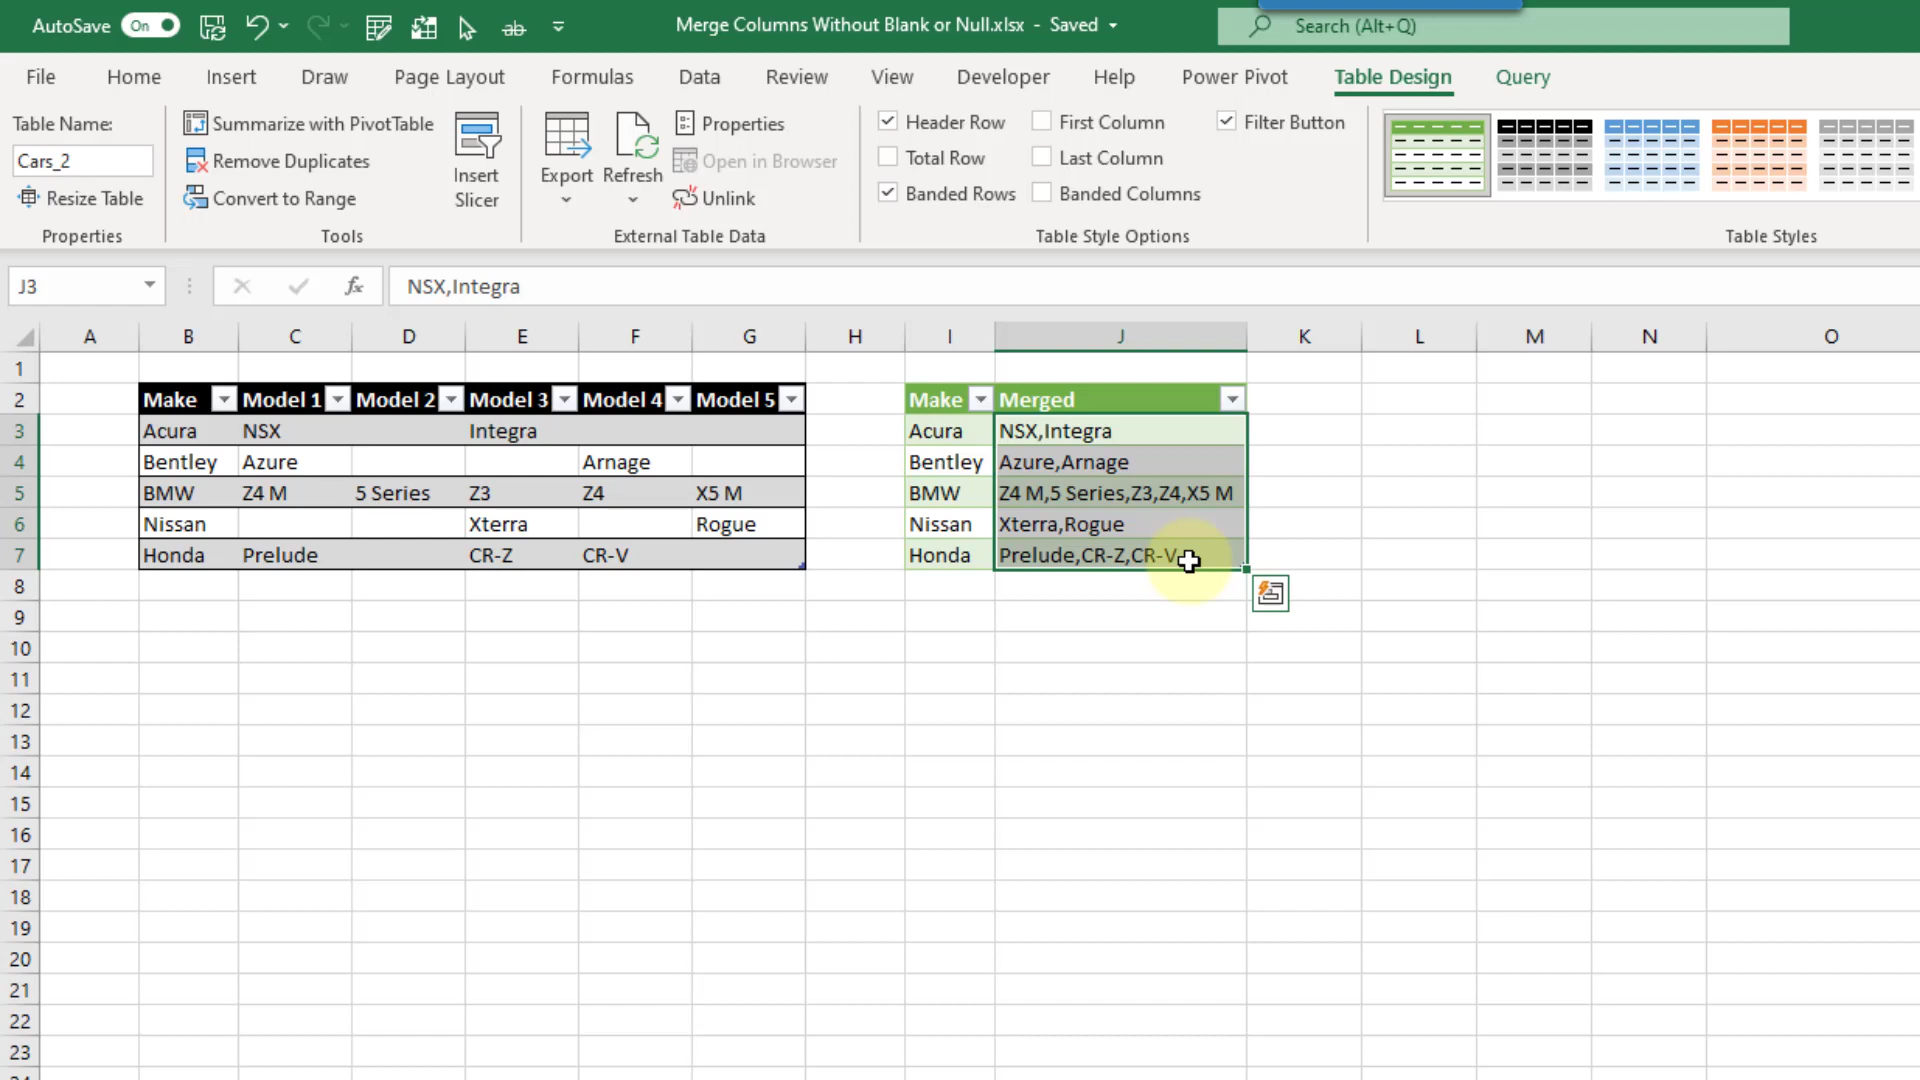 AutoSave On Merge Columns Without Blank or Null.xlsx - Saved Search (Alt+Q)
File Home Insert Draw Page Layout Formulas Data Review View Developer Help Power Pivot Table Design Query
Table Name: Summarize with PivotTable Properties Header Row First Column Filter Button
Cars_2 Remove Duplicates Open in Browser Total Row Last Column
Insert Slicer Export Refresh
Resize Table Convert to Range Unlink Banded Rows Banded Columns
Properties Tools External Table Data Table Style Options Table Styles
J3 fx NSX,Integra
A B C D E F G H I J K L M N O
1
2 Make Model 1 Model 2 Model 3 Model 4 Model 5 Make Merged
3 Acura NSX Integra Acura NSX,Integra
4 Bentley Azure Arnage Bentley Azure,Arnage
5 BMW Z4 M 5 Series Z3 Z4 X5 M BMW Z4 M,5 Series,Z3,Z4,X5 M
6 Nissan Xterra Rogue Nissan Xterra,Rogue
7 Honda Prelude CR-Z CR-V Honda Prelude,CR-Z,CR-V
8
9
10
11
12
13
14
15
16
17
18
19
20
21
22
23